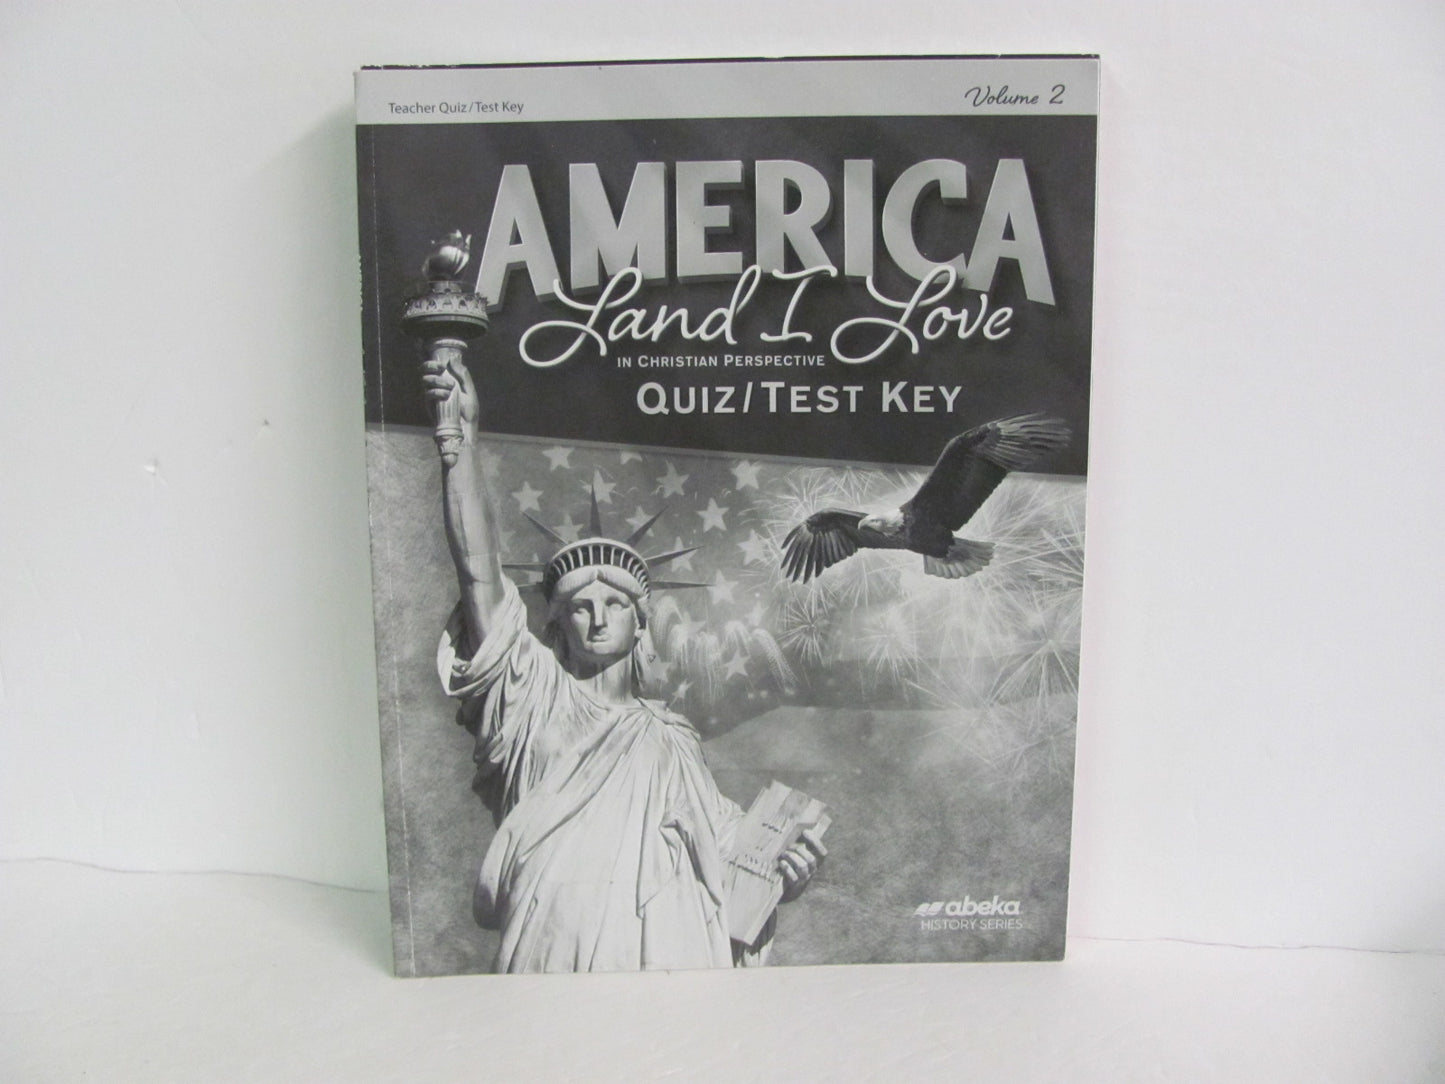 Teacher Quiz/Test Key
Volume 2
AMERICA
Land I Love
IN CHRISTIAN PERSPECTIVE
QUIZ/TEST KEY
abeka
HISTORY SERIES